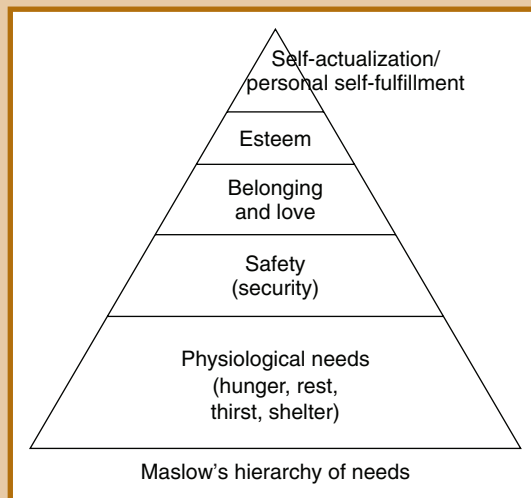 Self-actualization/
personal self-fulfillment
Esteem
Belonging
and love
Safety
(security)
Physiological needs
(hunger, rest,
thirst, shelter)
Maslow's hierarchy of needs